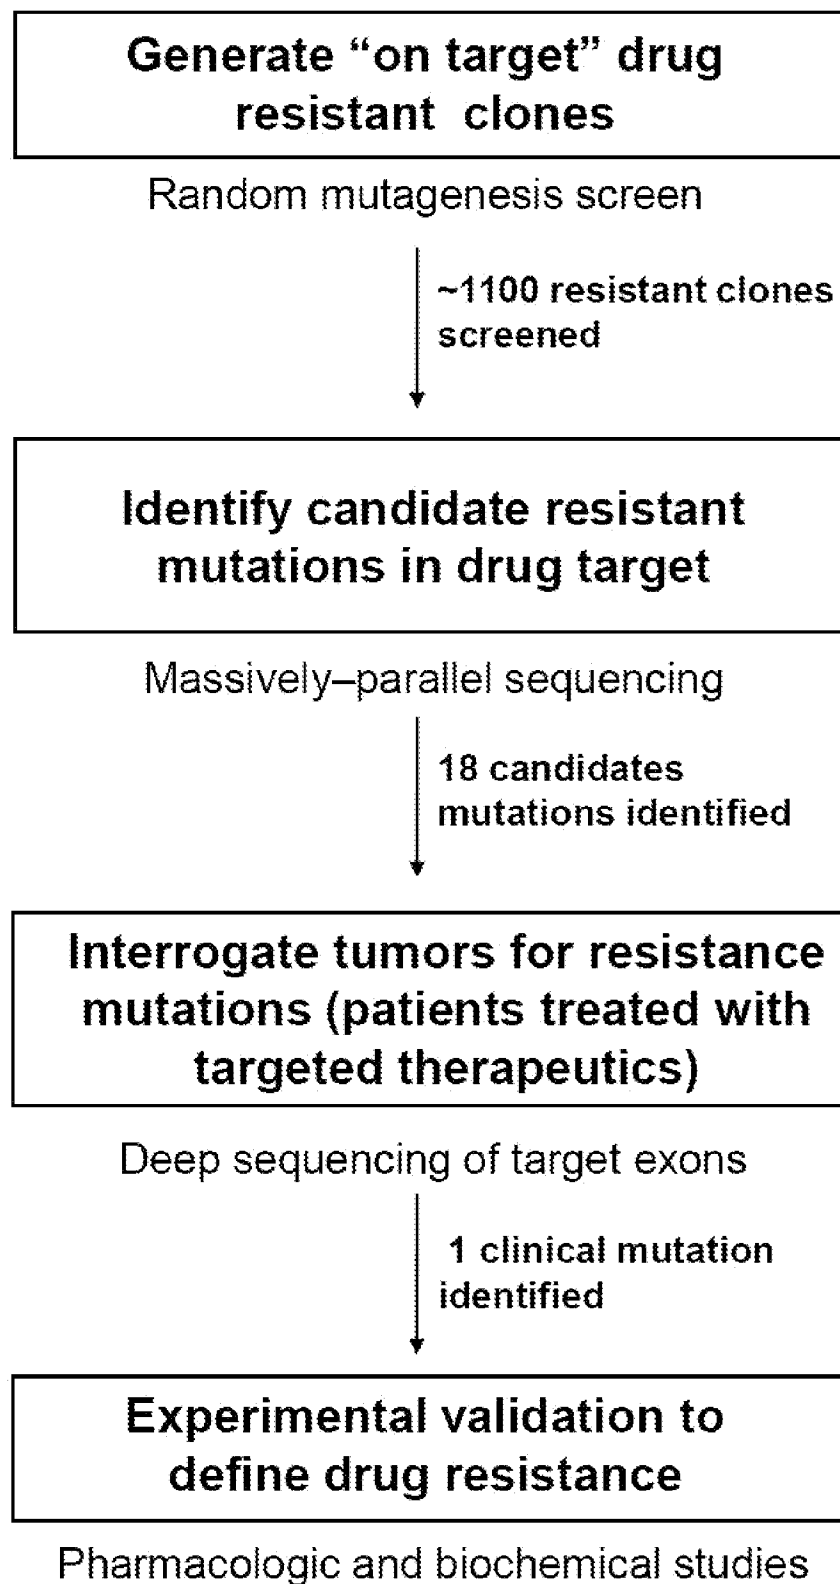 Generate “on target” drug
resistant clones
Random mutagenesis screen
~1100 resistant clones
screened
Identify candidate resistant
mutations in drug target
Massively–parallel sequencing
18 candidates
mutations identified
Interrogate tumors for resistance
mutations (patients treated with
targeted therapeutics)
Deep sequencing of target exons
1 clinical mutation
identified
Experimental validation to
define drug resistance
Pharmacologic and biochemical studies